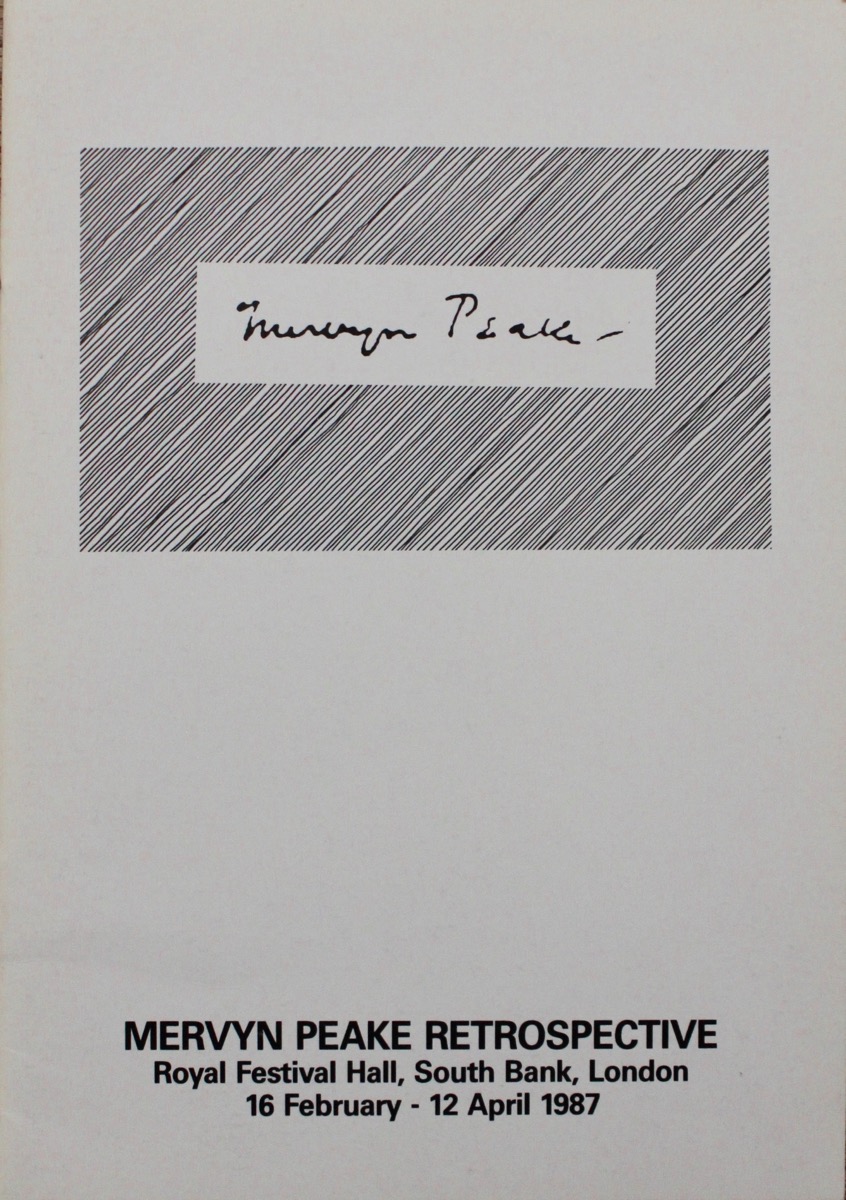 Mervyn Peake -
MERVYN PEAKE RETROSPECTIVE
Royal Festival Hall, South Bank, London
16 February - 12 April 1987